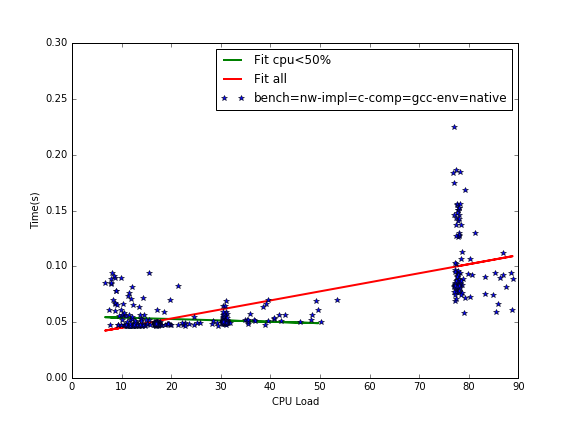 0.30
0.25
0.20
0.15
0.10
0.05
0.00
Time(s)
Fit cpu<50%
Fit all
bench=nw-impl=c-comp=gcc-env=native
0 10 20 30 40 50 60 70 80 90
CPU Load